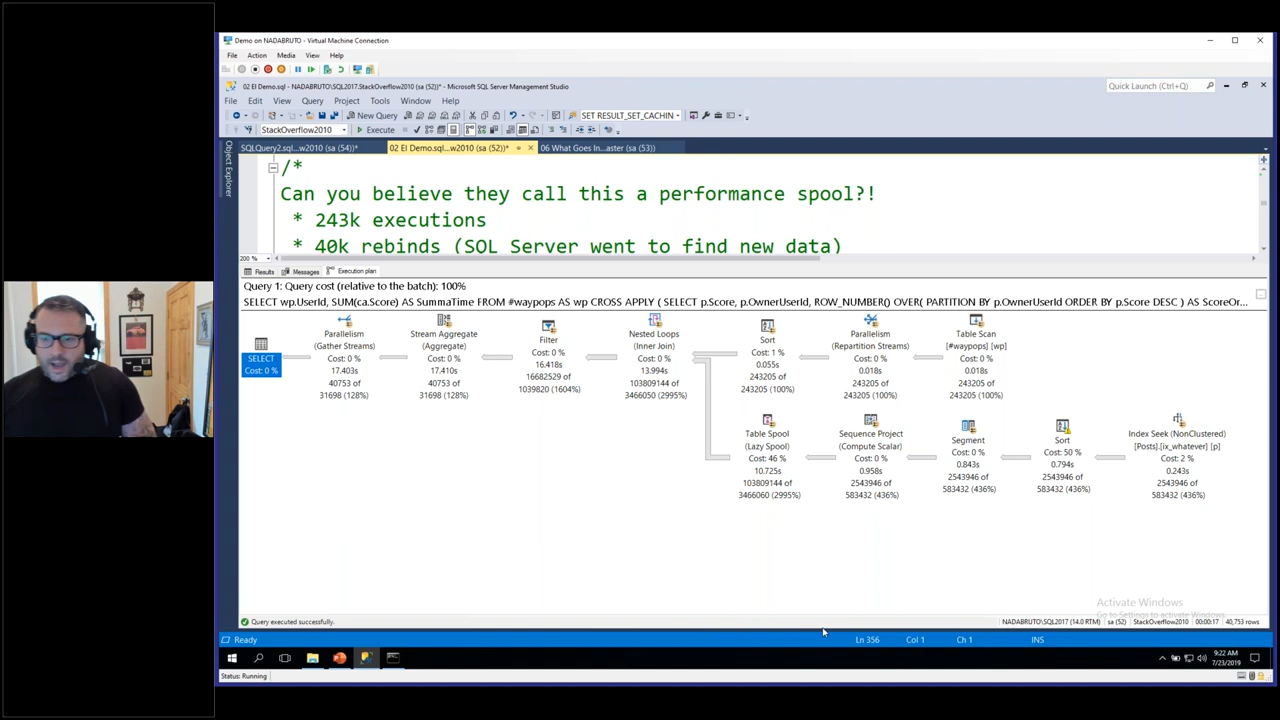 Demo on NADABRUTO - Virtual Machine Connection
File Action Media View Help
02 EI Demo.sql - NADABRUTO\SQL2017.StackOverflow2010 (sa (52))* - Microsoft SQL Server Management Studio
Quick Launch (Ctrl+Q)
File Edit View Query Project Tools Window Help
New Query
SET RESULT_SET_CACHIN
StackOverflow2010
Execute
SQLQuery2.sql...w2010 (sa (54))*
02 EI Demo.sql...w2010 (sa (52))*
06 What Goes In...aster (sa (53))
Object Explorer
/*
Can you believe they call this a performance spool?!
* 243k executions
* 40k rebinds (SQL Server went to find new data)
200 %
Results Messages Execution plan
Query 1: Query cost (relative to the batch): 100%
SELECT wp.UserId, SUM(ca.Score) AS SummaTime FROM #waypops AS wp CROSS APPLY ( SELECT p.Score, p.OwnerUserId, ROW_NUMBER() OVER( PARTITION BY p.OwnerUserId ORDER BY p.Score DESC ) AS ScoreOr...
SELECT
Cost: 0 %
Parallelism
(Gather Streams)
Cost: 0 %
17.403s
40753 of
31698 (128%)
Stream Aggregate
(Aggregate)
Cost: 0 %
17.410s
40753 of
31698 (128%)
Filter
Cost: 0 %
16.418s
16682529 of
1039820 (1604%)
Nested Loops
(Inner Join)
Cost: 0 %
13.994s
103809144 of
3466050 (2995%)
Sort
Cost: 1 %
0.055s
243205 of
243205 (100%)
Parallelism
(Repartition Streams)
Cost: 0 %
0.018s
243205 of
243205 (100%)
Table Scan
[#waypops] [wp]
Cost: 0 %
0.018s
243205 of
243205 (100%)
Table Spool
(Lazy Spool)
Cost: 46 %
10.725s
103809144 of
3466060 (2995%)
Sequence Project
(Compute Scalar)
Cost: 0 %
0.958s
2543946 of
583432 (436%)
Segment
Cost: 0 %
0.843s
2543946 of
583432 (436%)
Sort
Cost: 50 %
0.794s
2543946 of
583432 (436%)
Index Seek (NonClustered)
[Posts].[ix_whatever] [p]
Cost: 2 %
0.243s
2543946 of
583432 (436%)
Activate Windows
Go to Settings to activate Windows.
Query executed successfully.
NADABRUTO\SQL2017 (14.0 RTM) sa (52) StackOverflow2010 00:00:17 40,753 rows
Ready
Ln 356 Col 1 Ch 1 INS
9:22 AM
7/23/2019
Status: Running